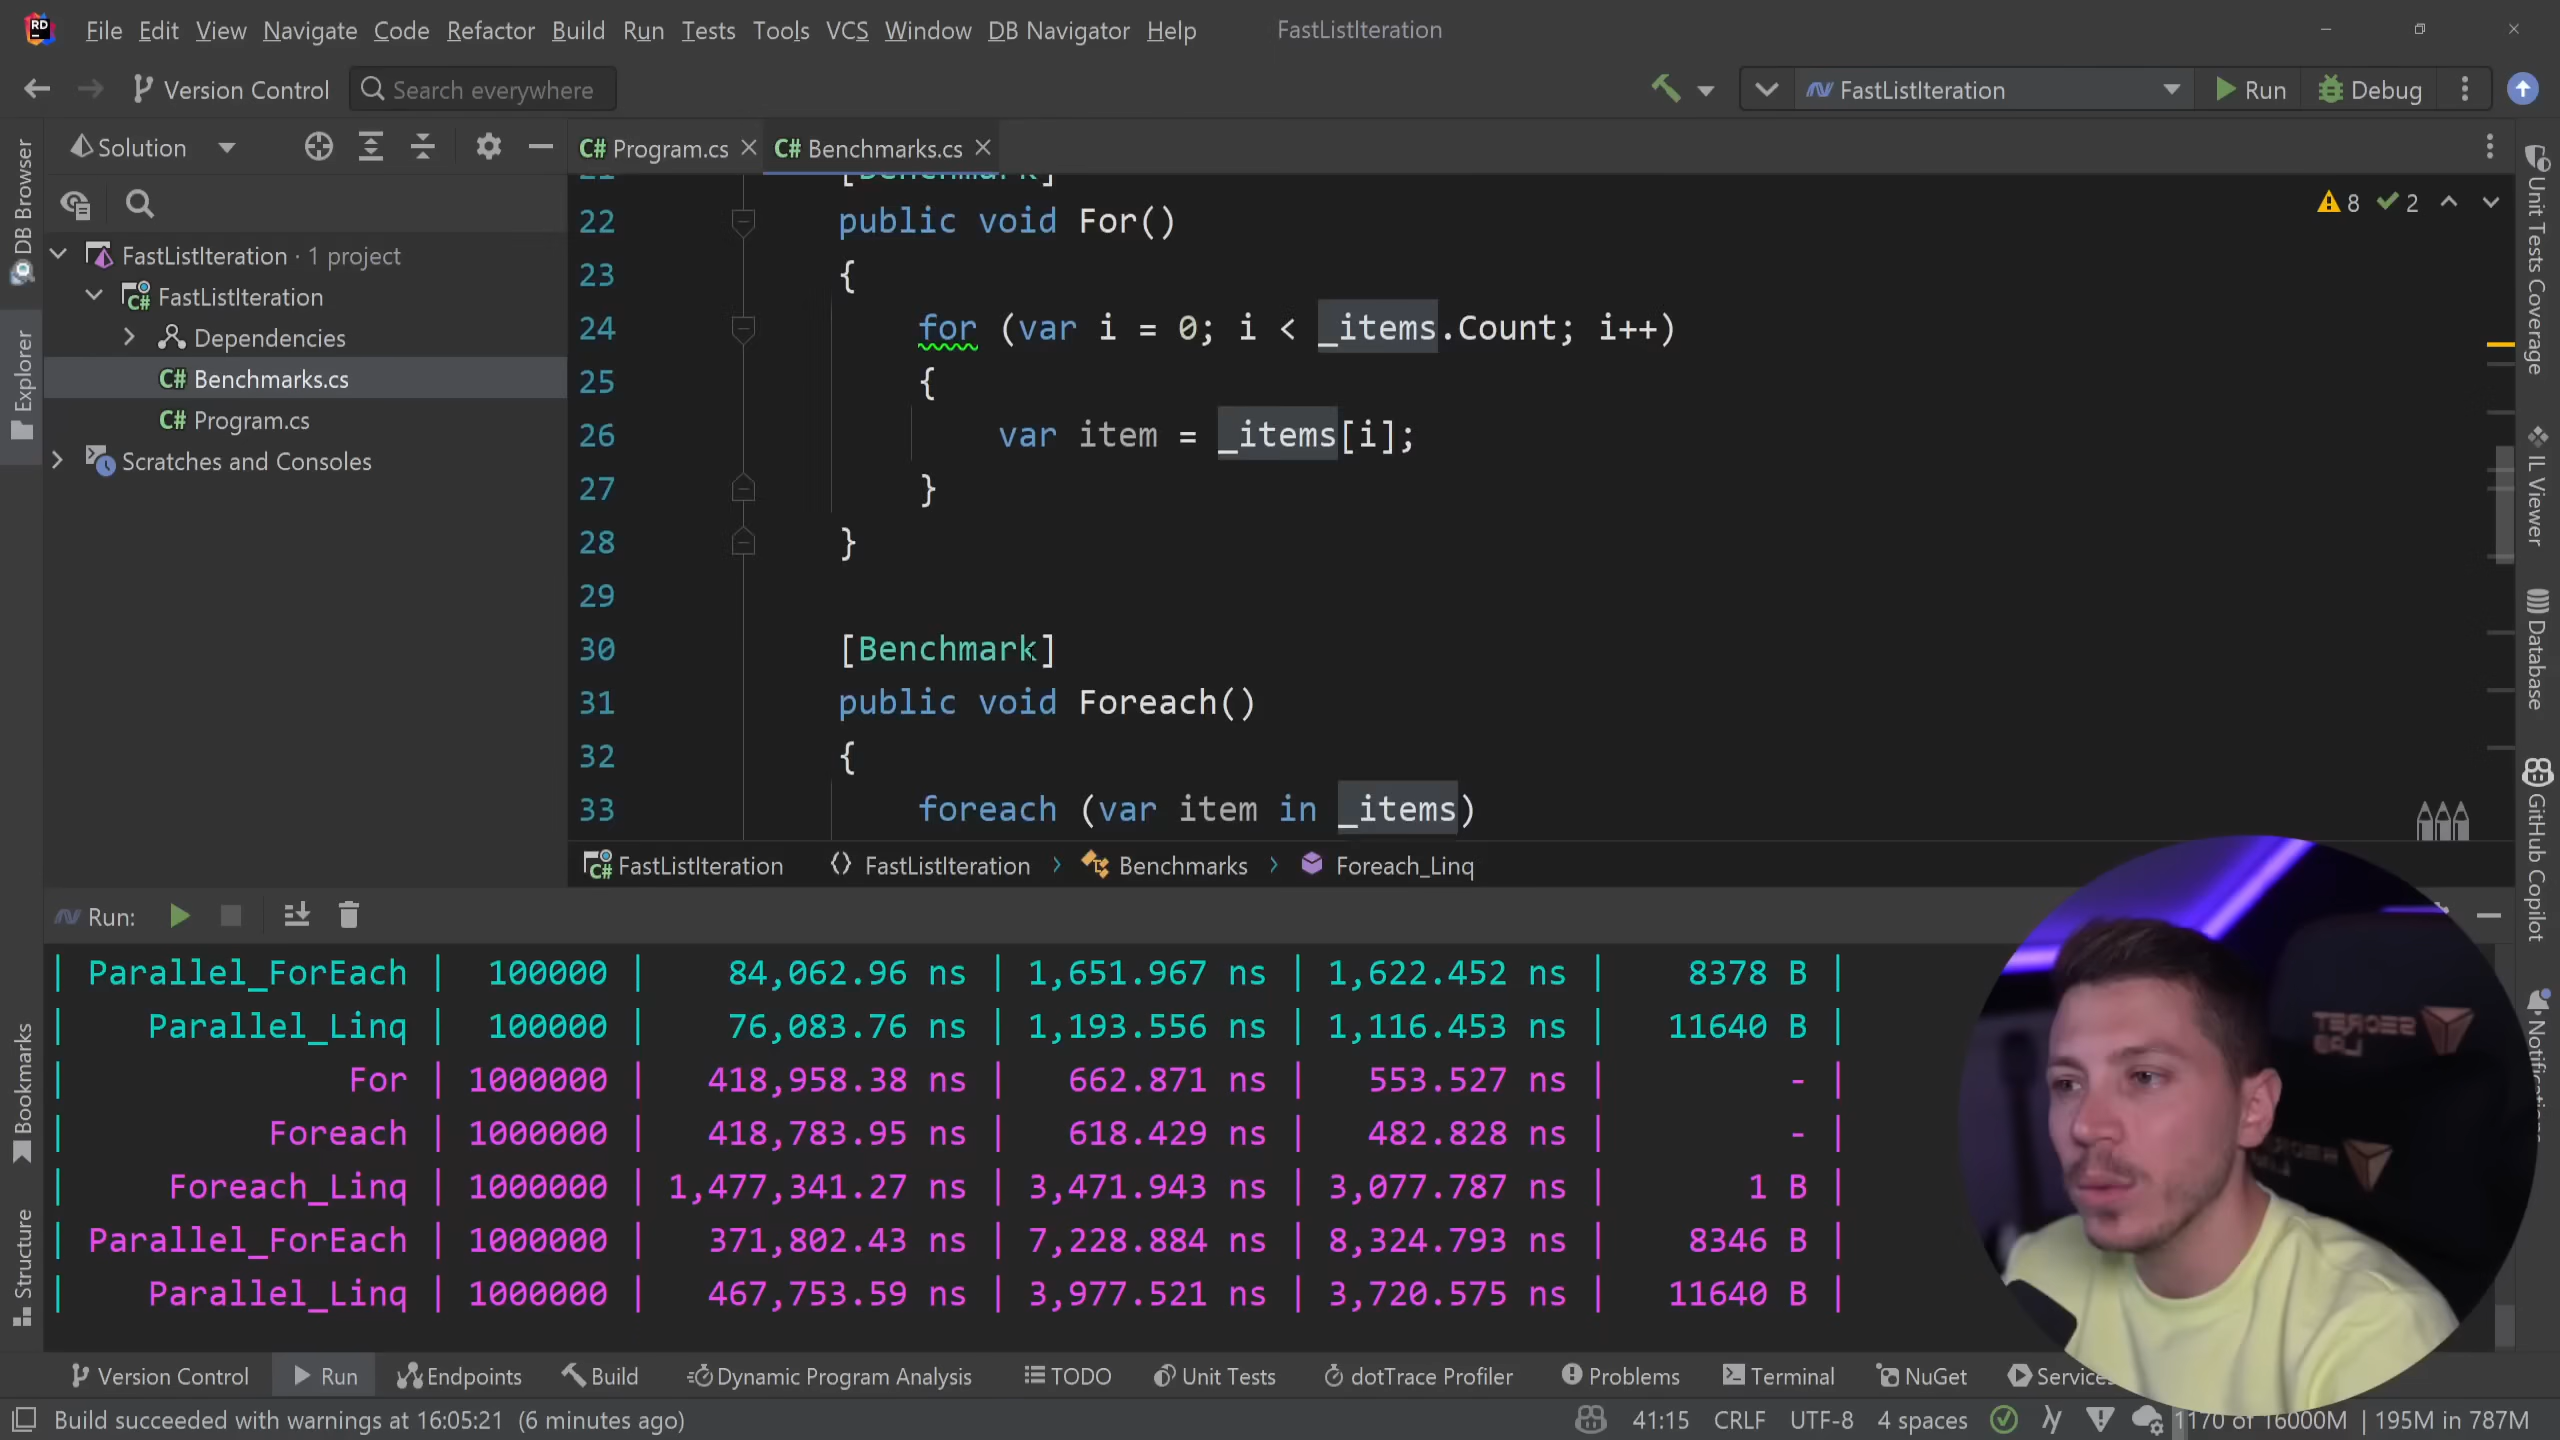 File Edit View Navigate Code Refactor Build Run Tests Tools VCS Window DB Navigator Help FastListIteration
Version Control Search everywhere FastListIteration Run Debug
Solution C# Program.cs C# Benchmarks.cs
FastListIteration · 1 project
C# FastListIteration
Dependencies
C# Benchmarks.cs
C# Program.cs
Scratches and Consoles
DB Browser
Explorer
Bookmarks
Structure
21 [Benchmark]
22 public void For()
23 {
24 for (var i = 0; i < _items.Count; i++)
25 {
26 var item = _items[i];
27 }
28 }
29
30 [Benchmark]
31 public void Foreach()
32 {
33 foreach (var item in _items)
8 2
Unit Tests Coverage
IL Viewer
Database
GitHub Copilot
Notifications
C# FastListIteration FastListIteration > Benchmarks > Foreach_Linq
Run:
| Parallel_ForEach | 100000 | 84,062.96 ns | 1,651.967 ns | 1,622.452 ns | 8378 B |
| Parallel_Linq | 100000 | 76,083.76 ns | 1,193.556 ns | 1,116.453 ns | 11640 B |
| For | 1000000 | 418,958.38 ns | 662.871 ns | 553.527 ns | - |
| Foreach | 1000000 | 418,783.95 ns | 618.429 ns | 482.828 ns | - |
| Foreach_Linq | 1000000 | 1,477,341.27 ns | 3,471.943 ns | 3,077.787 ns | 1 B |
| Parallel_ForEach | 1000000 | 371,802.43 ns | 7,228.884 ns | 8,324.793 ns | 8346 B |
| Parallel_Linq | 1000000 | 467,753.59 ns | 3,977.521 ns | 3,720.575 ns | 11640 B |
SECRET
LAB
Version Control Run Endpoints Build Dynamic Program Analysis TODO Unit Tests dotTrace Profiler Problems Terminal NuGet Services
Build succeeded with warnings at 16:05:21 (6 minutes ago) 41:15 CRLF UTF-8 4 spaces 1170 of 16000M | 195M in 787M